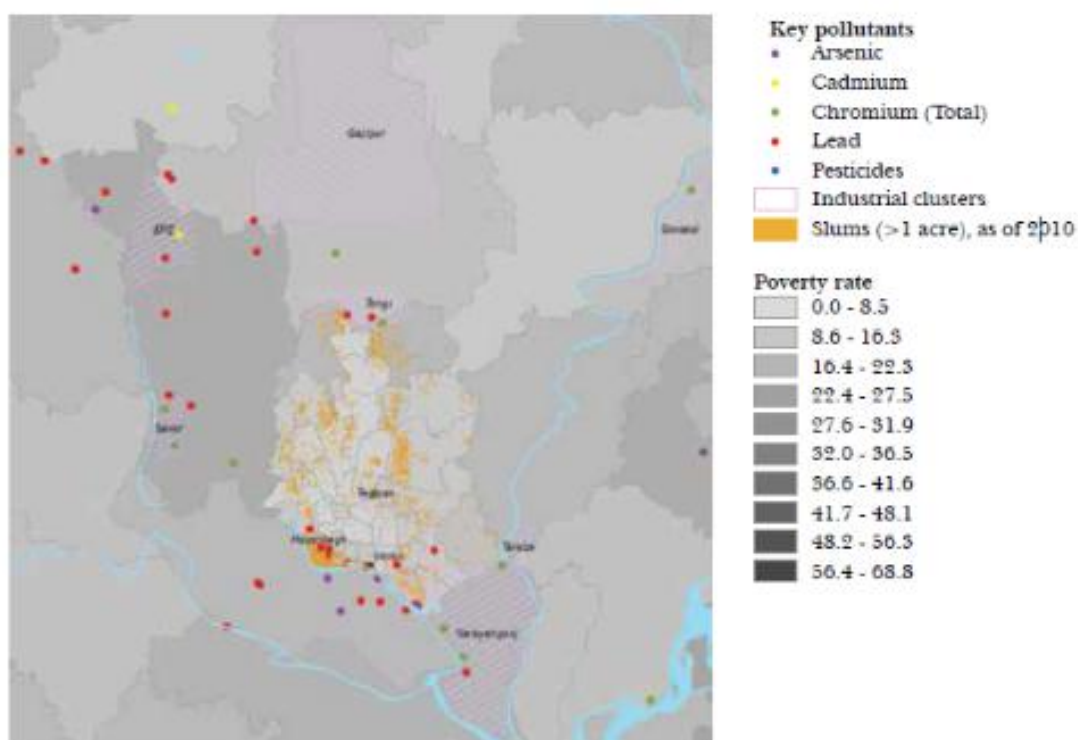 Key pollutants
Arsenic
Cadmium
Chromium (Total)
Lead
Pesticides
Industrial clusters
Slums (>1 acre), as of 2010
Poverty rate
0.0 - 8.5
8.6 - 16.3
16.4 - 22.3
22.4 - 27.5
27.6 - 31.9
32.0 - 36.5
36.6 - 41.6
41.7 - 48.1
48.2 - 56.3
56.4 - 68.8
Gazipur
Tongi
Savar
Tejgaon
Hazaribagh
Narayanganj